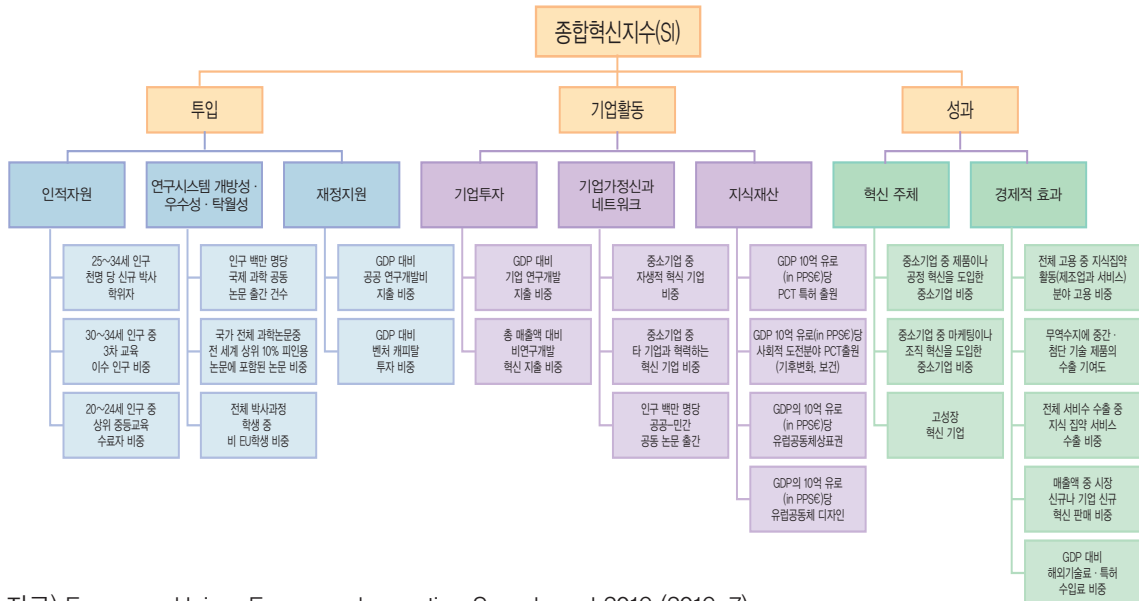 종합혁신지수(SI)
투입
기업활동
성과
인적자원
연구시스템 개방성 ·
우수성 · 탁월성
재정지원
기업투자
기업가정신과
네트워크
지식재산
혁신 주체
경제적 효과
25~34세 인구
천명 당 신규 박사
학위자
30~34세 인구 중
3차 교육
이수 인구 비중
20~24세 인구 중
상위 중등교육
수료자 비중
인구 백만 명당
국제 과학 공동
논문 출간 건수
국가 전체 과학논문중
전 세계 상위 10% 피인용
논문에 포함된 논문 비중
전체 박사과정
학생 중
비 EU학생 비중
GDP 대비
공공 연구개발비
지출 비중
GDP 대비
벤처 캐피탈
투자 비중
GDP 대비
기업 연구개발
지출 비중
총 매출액 대비
비연구개발
혁신 지출 비중
중소기업 중
자생적 혁식 기업
비중
중소기업 중
타 기업과 혁력하는
혁신 기업 비중
인구 백만 명당
공공-민간
공동 논문 출간
GDP 10억 유로
(in PPS€)당
PCT 특허 출원
GDP 10억 유로(in PPS€)당
사회적 도전분야 PCT출원
(기후변화, 보건)
GDP의 10억 유로
(in PPS€)당
유럽공동체상표권
GDP의 10억 유로
(in PPS€)당
유럽공동체 디자인
중소기업 중 제품이나
공정 혁신을 도입한
중소기업 비중
중소기업 중 마케팅이나
조직 혁신을 도입한
중소기업 비중
고성장
혁신 기업
전체 고용 중 지식집약
활동(제조업과 서비스)
분야 고용 비중
무역수지에 중간 ·
첨단 기술 제품의
수출 기여도
전체 서비수 수출 중
지식 집약 서비스
수출 비중
매출액 중 시장
신규나 기업 신규
혁신 판매 비중
GDP 대비
해외기술료 · 특허
수입료 비중